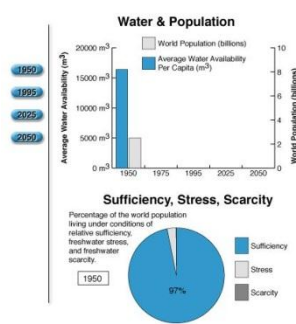 Water & Population
20000 m³
15000 m³
10000 m³
5000 m³
0 m³
Average Water Availability (m³)
World Population (billions)
Average Water Availability
Per Capita (m³)
10
8
6
4
2
0
World Population (billions)
1950
1975
1995
2025
2050
1950
1995
2025
2050
Sufficiency, Stress, Scarcity
Percentage of the world population
living under conditions of
relative sufficiency,
freshwater stress,
and freshwater
scarcity.
1950
97%
Sufficiency
Stress
Scarcity